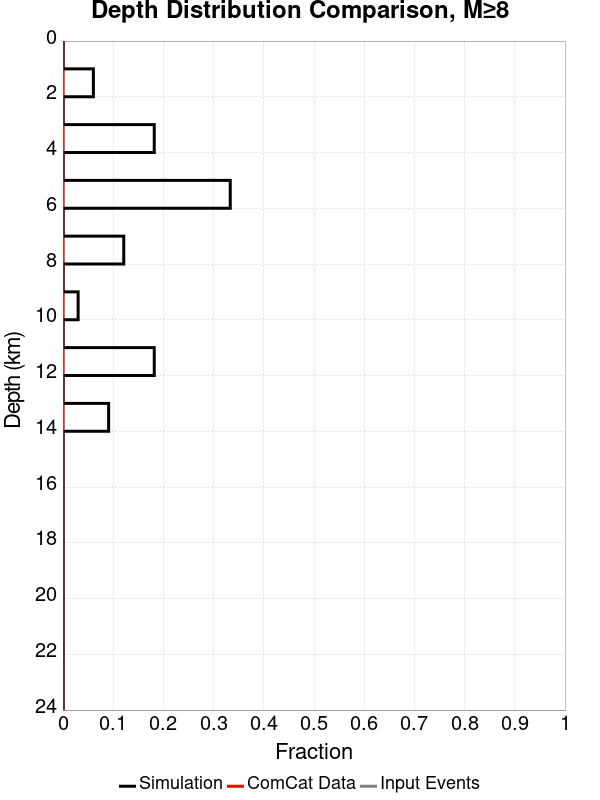 Depth Distribution Comparison, M≥8
0
2
4
6
8
10
12
14
16
18
20
22
24
Depth (km)
0 0.1 0.2 0.3 0.4 0.5 0.6 0.7 0.8 0.9 1
Fraction
Simulation ComCat Data Input Events